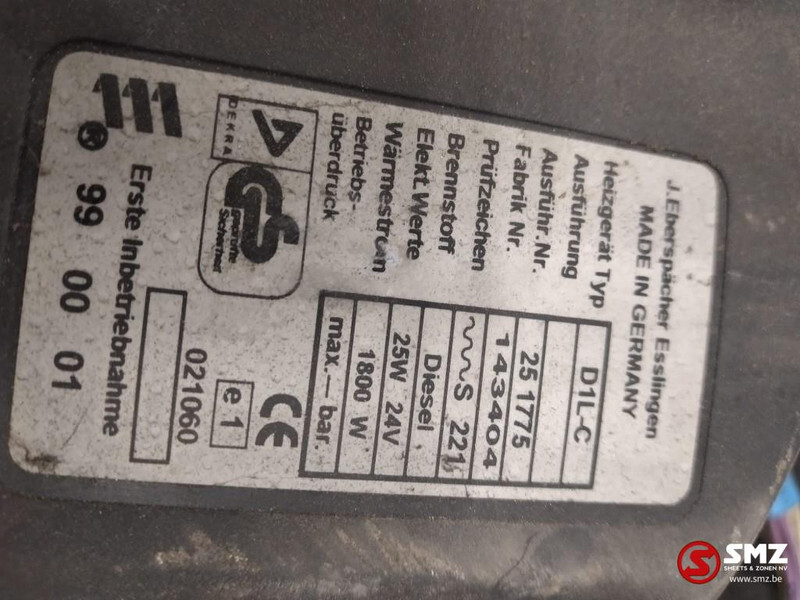 J. Eberspächer Esslingen
MADE IN GERMANY
Heizgerät Typ D1L-C
Ausführung
Ausführ. Nr. 25 1775
Fabrik Nr. 143404
Prüfzeichen S 221
Brennstoff Diesel
Elekt. Werte 25W 24V
Wärmestrom 1800 W
Betriebs-
überdruck max.— bar.
DEKRA
GS
geprüfte
Sicherheit
CE
e 1
021060
Erste Inbetriebnahme
99 00 01
SMZ
SHEETS & ZONEN NV
www.smz.be